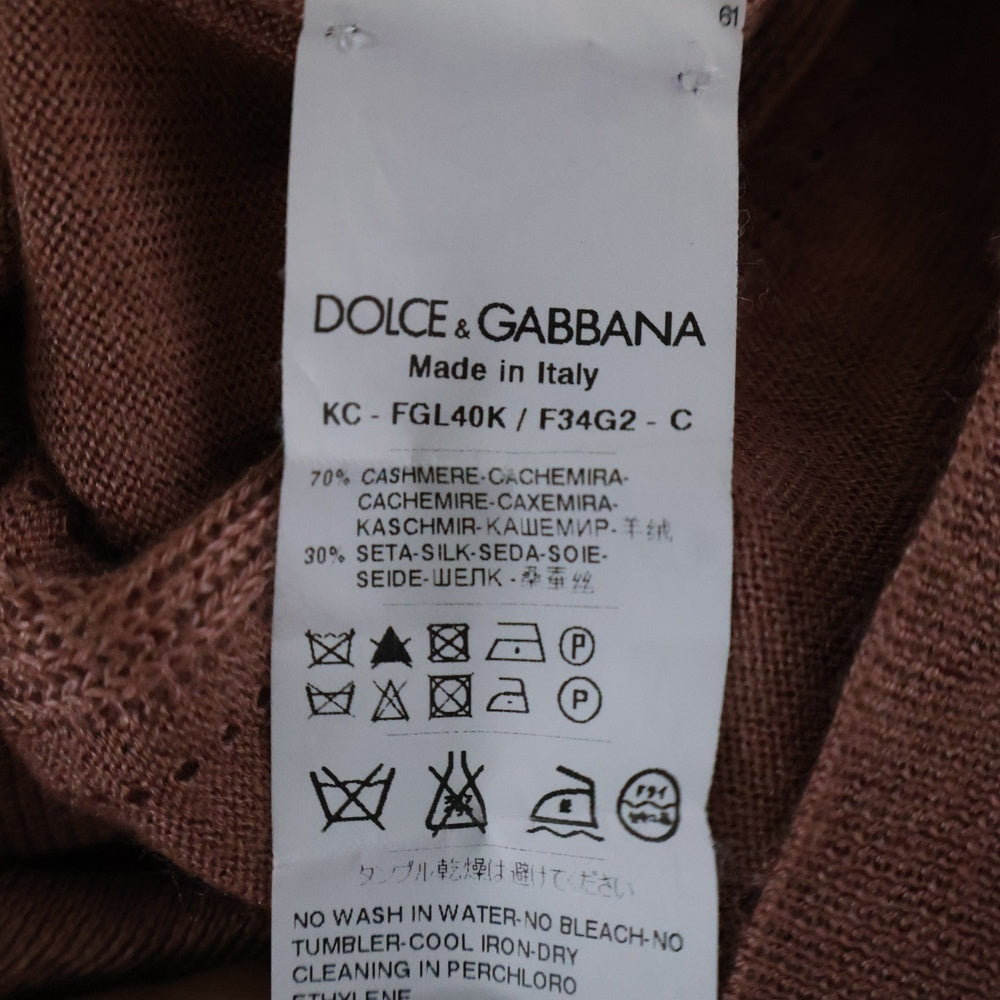 61
DOLCE & GABBANA
Made in Italy
KC - FGL40K / F34G2 - C
70% CASHMERE-CACHEMIRA-
CACHEMIRE-CAXEMIRA-
KASCHMIR-КАШЕМИР-羊绒
30% SETA-SILK-SEDA-SOIE-
SEIDE-ШЕЛК-桑蚕丝
P
P
ドライ
タンブル乾燥は避けてください
NO WASH IN WATER-NO BLEACH-NO
TUMBLER-COOL IRON-DRY
CLEANING IN PERCHLORO
ETHYLENE